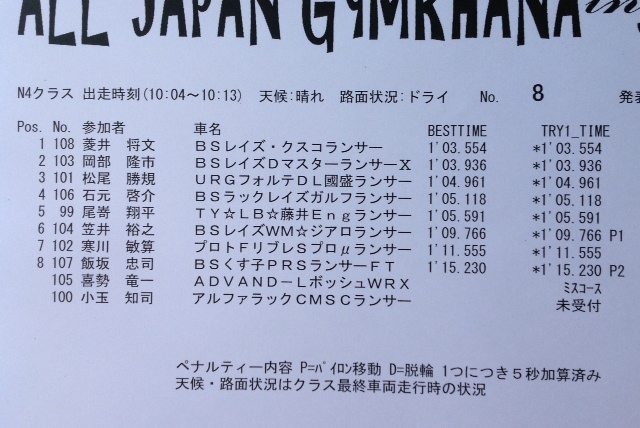 ALL JAPAN GYMKHANA in
N4クラス 出走時刻(10:04～10:13) 天候:晴れ 路面状況:ドライ No. 8 発表
Pos. No. 参加者 車名 BESTTIME TRY1_TIME
1 108 菱井 将文 ＢＳレイズ・クスコランサー 1'03.554 *1'03.554
2 103 岡部 隆市 ＢＳレイズＤマスターランサーＸ 1'03.936 *1'03.936
3 101 松尾 勝規 ＵＲＧフォルテＤＬ國盛ランサー 1'04.961 *1'04.961
4 106 石元 啓介 ＢＳラックレイズガルフランサー 1'05.118 *1'05.118
5 99 尾嵜 翔平 ＴＹ☆ＬＢ☆藤井Ｅｎｇランサー 1'05.591 *1'05.591
6 104 笠井 裕之 ＢＳレイズＷＭ☆ジアロランサー 1'09.766 *1'09.766 P1
7 102 寒川 敏算 プロトＦリブレＳプロμランサー 1'11.555 *1'11.555
8 107 飯坂 忠司 ＢＳくす子ＰＲＳランサーＦＴ 1'15.230 *1'15.230 P2
105 喜勢 竜一 ＡＤＶＡＮＤ－ＬボッシュＷＲＸ ﾐｽｺｰｽ
100 小玉 知司 アルファラックＣＭＳＣランサー 未受付
ペナルティー内容 P=ﾊﾟｲﾛﾝ移動 D=脱輪 1つにつき５秒加算済み
天候・路面状況はクラス最終車両走行時の状況